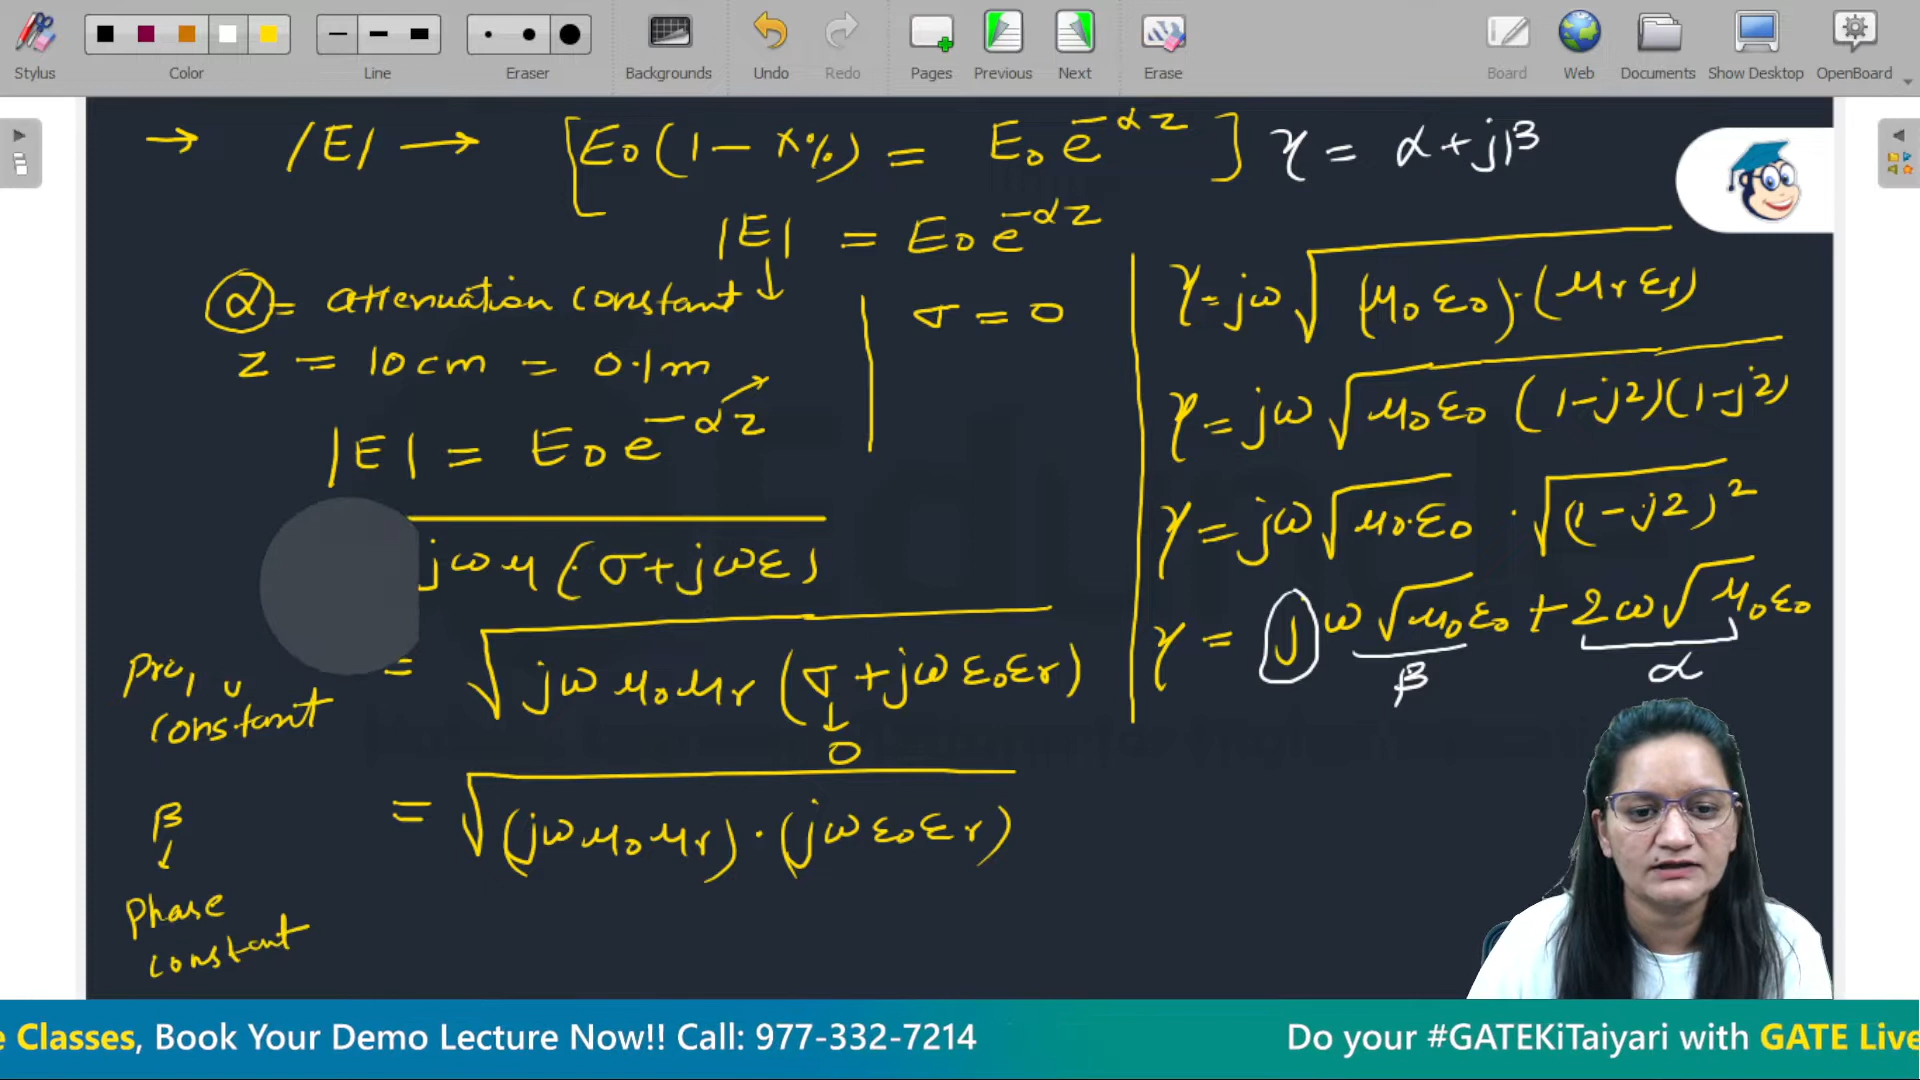 Stylus
Color
Line
Eraser
Backgrounds
Undo
Redo
Pages
Previous
Next
Erase
Board
Web
Documents
Show Desktop
OpenBoard
→ |E| → [E₀(1 - x%) = E₀ e^-αz]
γ = α + jβ
|E| = E₀ e^-αz
α = attenuation constant
z = 10cm = 0.1m
|E| = E₀ e^-αz
σ = 0
jωμ(σ + jωε)
= √(jωμ₀μr (σ + jωε₀εr))
0
= √((jωμ₀μr)·(jωε₀εr))
constant
β
↓
Phase
constant
γ = jω√((μ₀ε₀)·(μrεr))
γ = jω√(μ₀ε₀(1-j2)(1-j2))
γ = jω√(μ₀·ε₀) · √((1-j2)²)
γ = jω√μ₀ε₀ + 2ω√μ₀ε₀
β α
e Classes, Book Your Demo Lecture Now!! Call: 977-332-7214
Do your #GATEKiTaiyari with GATE Live